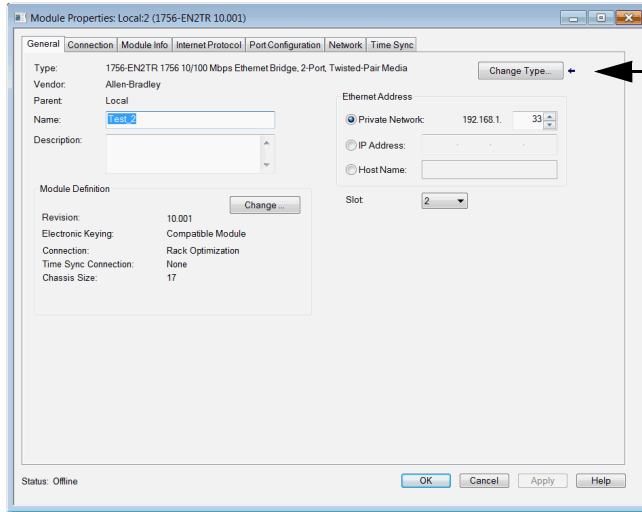 Module Properties: Local:2 (1756-EN2TR 10.001)
General Connection Module Info Internet Protocol Port Configuration Network Time Sync
Type: 1756-EN2TR 1756 10/100 Mbps Ethernet Bridge, 2-Port, Twisted-Pair Media
Change Type...
Vendor: Allen-Bradley
Parent: Local
Name: Test_2
Description:
Ethernet Address
Private Network: 192.168.1. 33
IP Address: . . .
Host Name:
Slot: 2
Module Definition
Change ...
Revision: 10.001
Electronic Keying: Compatible Module
Connection: Rack Optimization
Time Sync Connection: None
Chassis Size: 17
Status: Offline
OK Cancel Apply Help